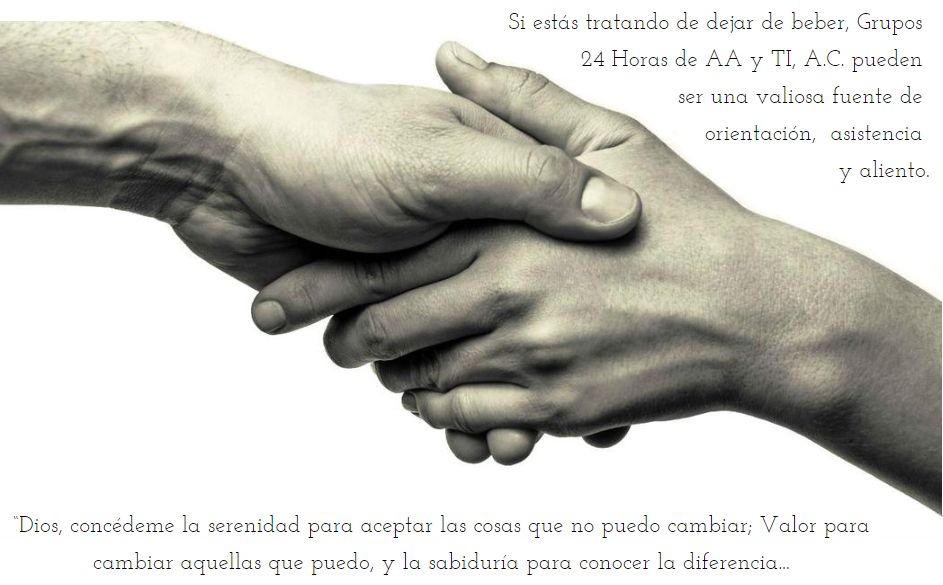 Si estás tratando de dejar de beber, Grupos
24 Horas de AA y TI, A.C. pueden
ser una valiosa fuente de
orientación, asistencia
y aliento.
"Dios, concédeme la serenidad para aceptar las cosas que no puedo cambiar; Valor para
cambiar aquellas que puedo, y la sabiduría para conocer la diferencia...